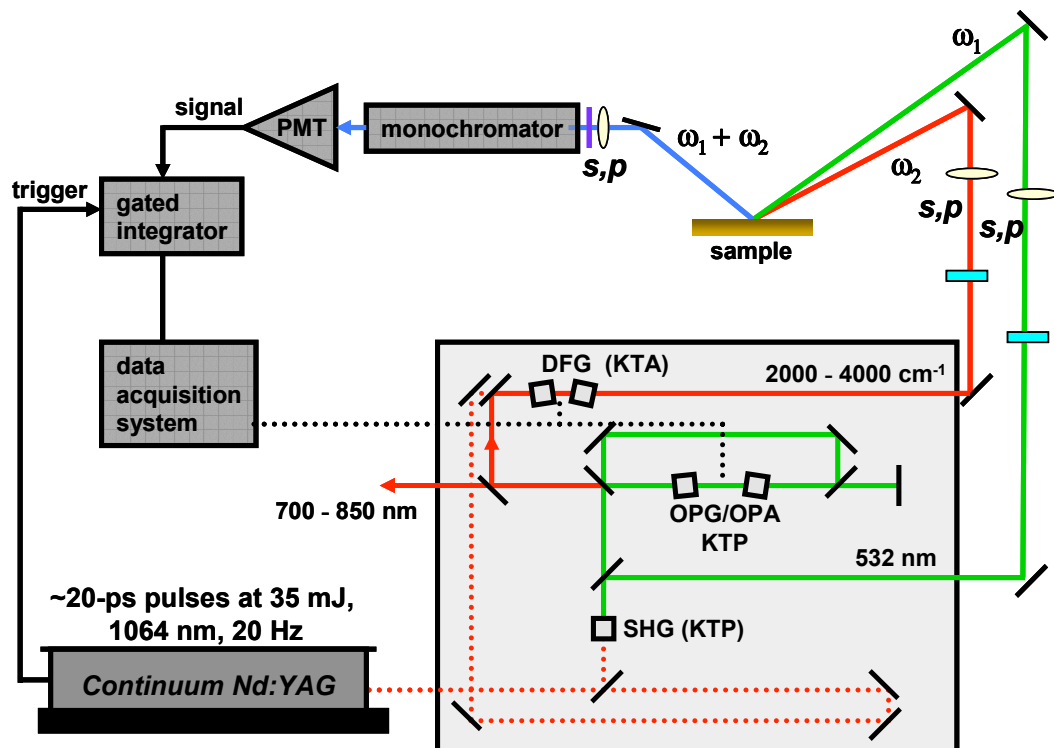 ω1
signal
PMT
monochromator
ω1 + ω2
s,p
ω2
s,p
s,p
trigger
gated
integrator
sample
data
acquisition
system
DFG (KTA)
2000 - 4000 cm-1
700 - 850 nm
OPG/OPA
KTP
532 nm
~20-ps pulses at 35 mJ,
1064 nm, 20 Hz
SHG (KTP)
Continuum Nd:YAG